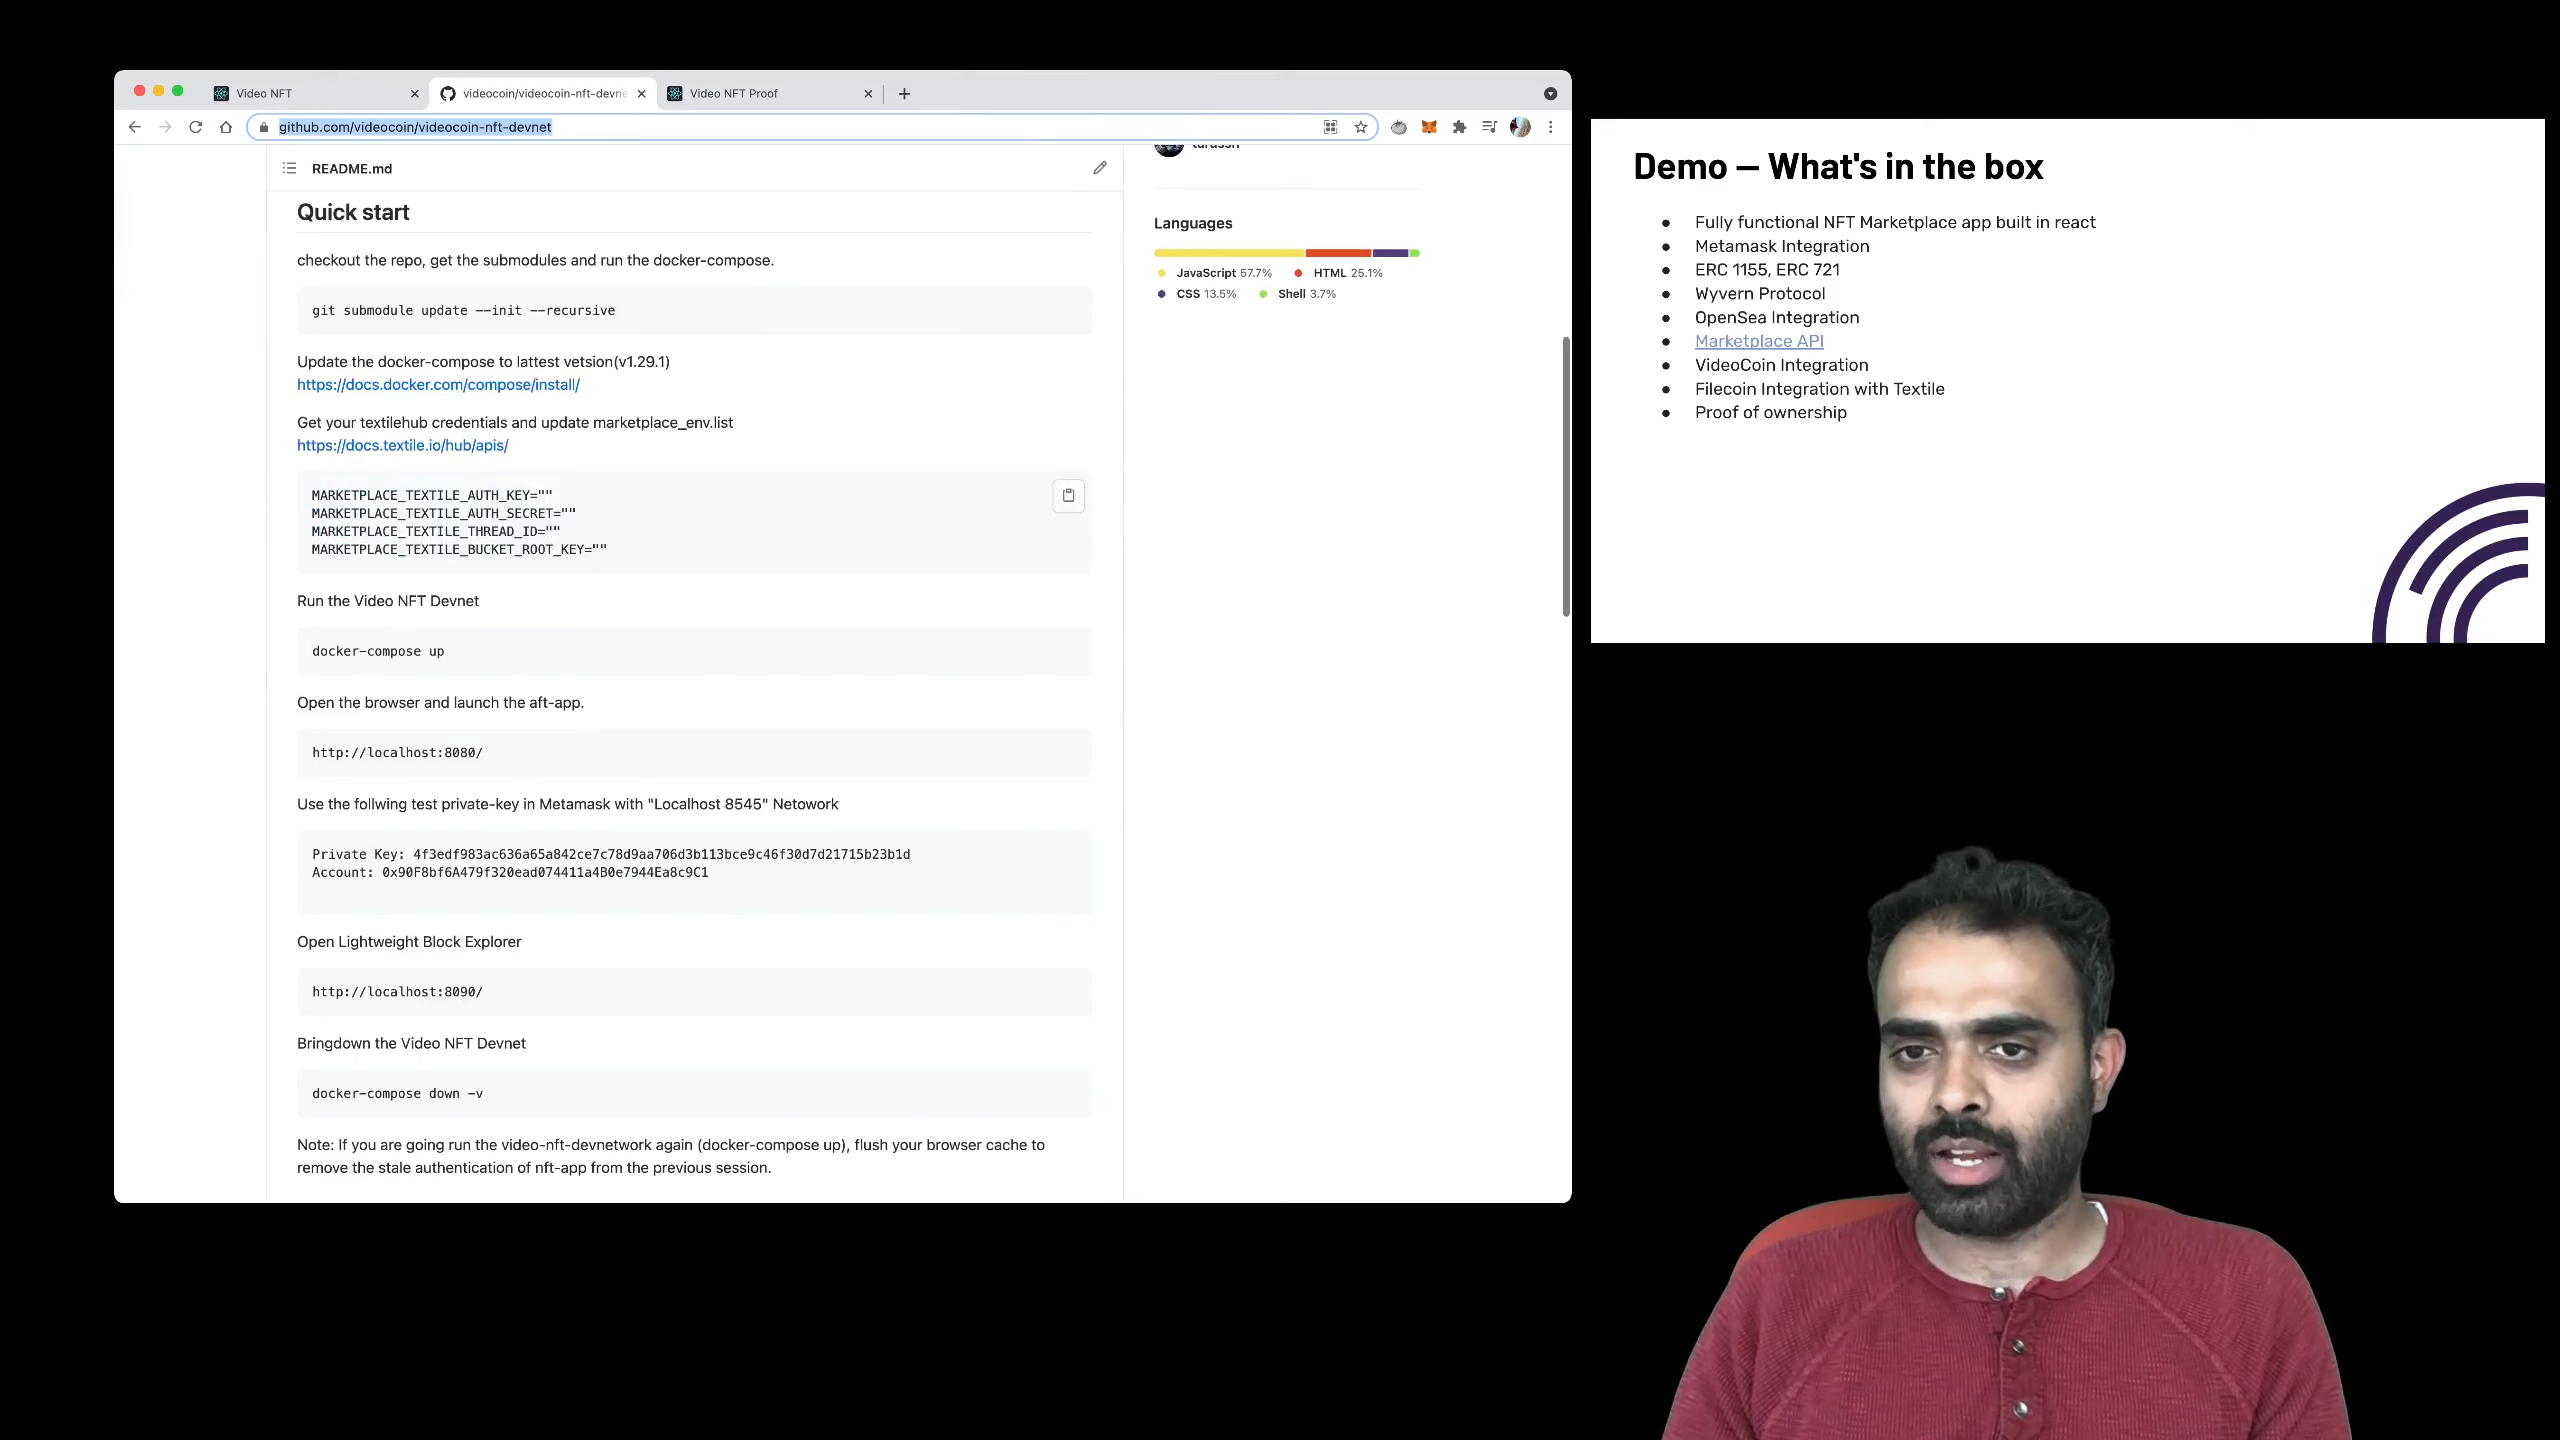 Video NFT
videocoin/videocoin-nft-devne
Video NFT Proof
github.com/videocoin/videocoin-nft-devnet
README.md
Quick start
checkout the repo, get the submodules and run the docker-compose.
git submodule update --init --recursive
Update the docker-compose to lattest vetsion(v1.29.1)
https://docs.docker.com/compose/install/
Get your textilehub credentials and update marketplace_env.list
https://docs.textile.io/hub/apis/
MARKETPLACE_TEXTILE_AUTH_KEY=""
MARKETPLACE_TEXTILE_AUTH_SECRET=""
MARKETPLACE_TEXTILE_THREAD_ID=""
MARKETPLACE_TEXTILE_BUCKET_ROOT_KEY=""
Run the Video NFT Devnet
docker-compose up
Open the browser and launch the aft-app.
http://localhost:8080/
Use the follwing test private-key in Metamask with "Localhost 8545" Netowork
Private Key: 4f3edf983ac636a65a842ce7c78d9aa706d3b113bce9c46f30d7d21715b23b1d
Account: 0x90F8bf6A479f320ead074411a4B0e7944Ea8c9C1
Open Lightweight Block Explorer
http://localhost:8090/
Bringdown the Video NFT Devnet
docker-compose down -v
Note: If you are going run the video-nft-devnetwork again (docker-compose up), flush your browser cache to
remove the stale authentication of nft-app from the previous session.
Languages
JavaScript 57.7%
HTML 25.1%
CSS 13.5%
Shell 3.7%
Demo — What's in the box
● Fully functional NFT Marketplace app built in react
● Metamask Integration
● ERC 1155, ERC 721
● Wyvern Protocol
● OpenSea Integration
● Marketplace API
● VideoCoin Integration
● Filecoin Integration with Textile
● Proof of ownership